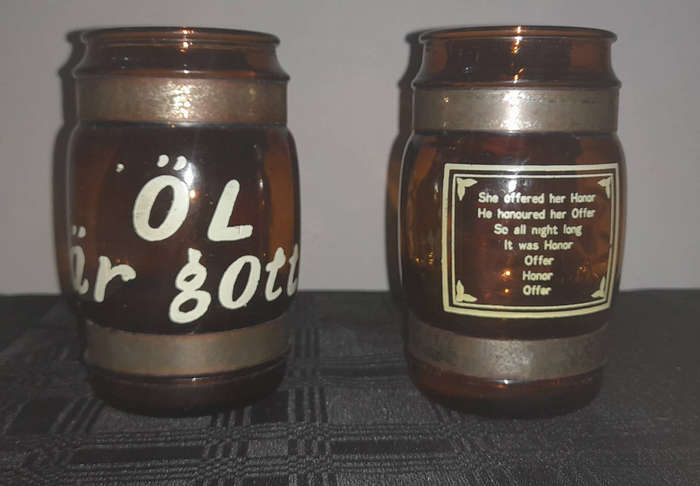 ÖL
är gott
She offered her Honor
He honoured her Offer
So all night long
It was Honor
Offer
Honor
Offer